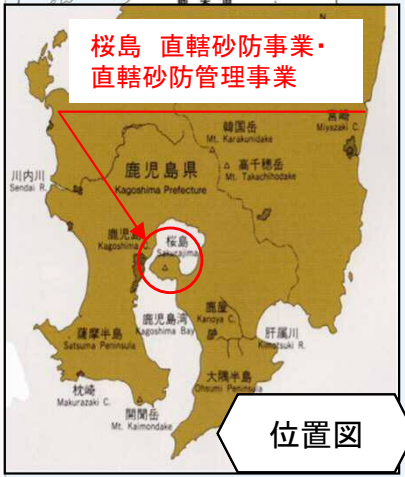 桜島 直轄砂防事業・
直轄砂防管理事業
N
宮崎
Miyazaki C.
韓国岳
Mt. Karakunidake
高千穂岳
Mt. Takachihodake
川内川
Sendai R.
鹿児島県
Kagoshima Prefecture
鹿児島
Kagoshima C.
桜島
Sakurajima
鹿児島湾
Kagoshima Bay
鹿屋
Kanoya C.
肝属川
Kimotsuki R.
薩摩半島
Satsuma Peninsula
大隅半島
Ohsumi Peninsula
枕崎
Makurazaki C.
開聞岳
Mt. Kaimondake
位置図